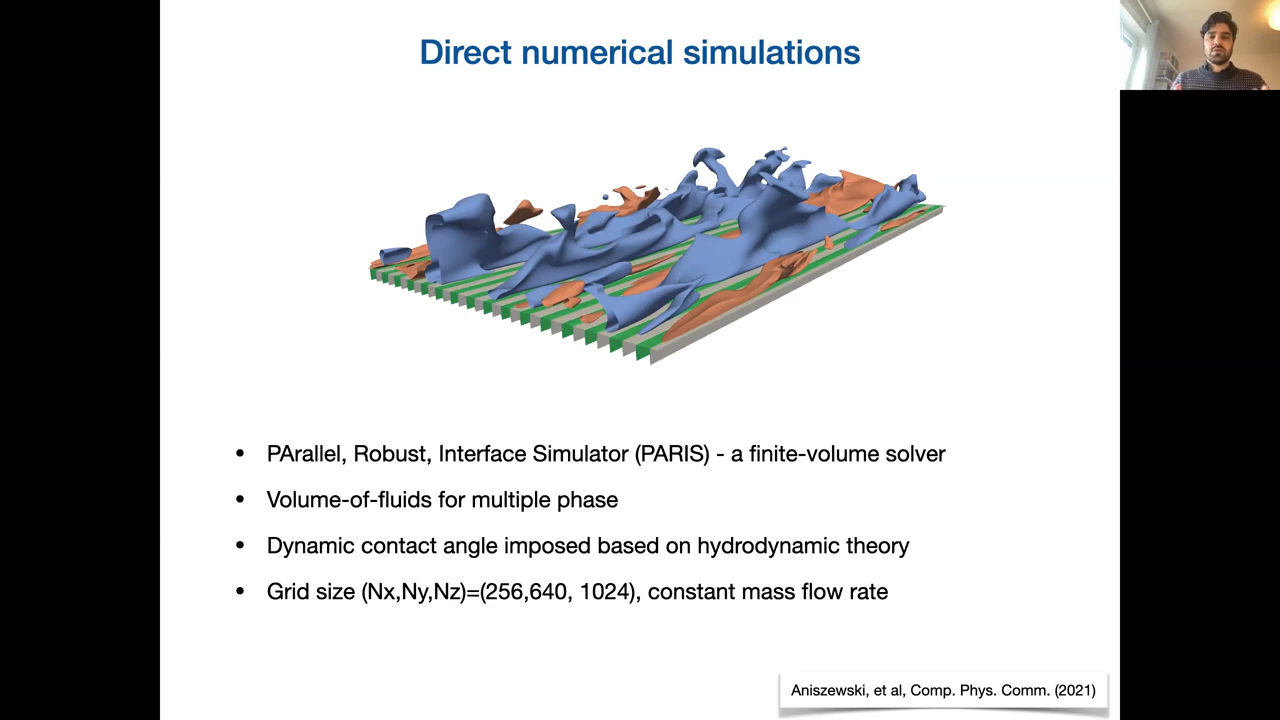 Direct numerical simulations
• PArallel, Robust, Interface Simulator (PARIS) - a finite-volume solver
• Volume-of-fluids for multiple phase
• Dynamic contact angle imposed based on hydrodynamic theory
• Grid size (Nx,Ny,Nz)=(256,640, 1024), constant mass flow rate
Aniszewski, et al, Comp. Phys. Comm. (2021)